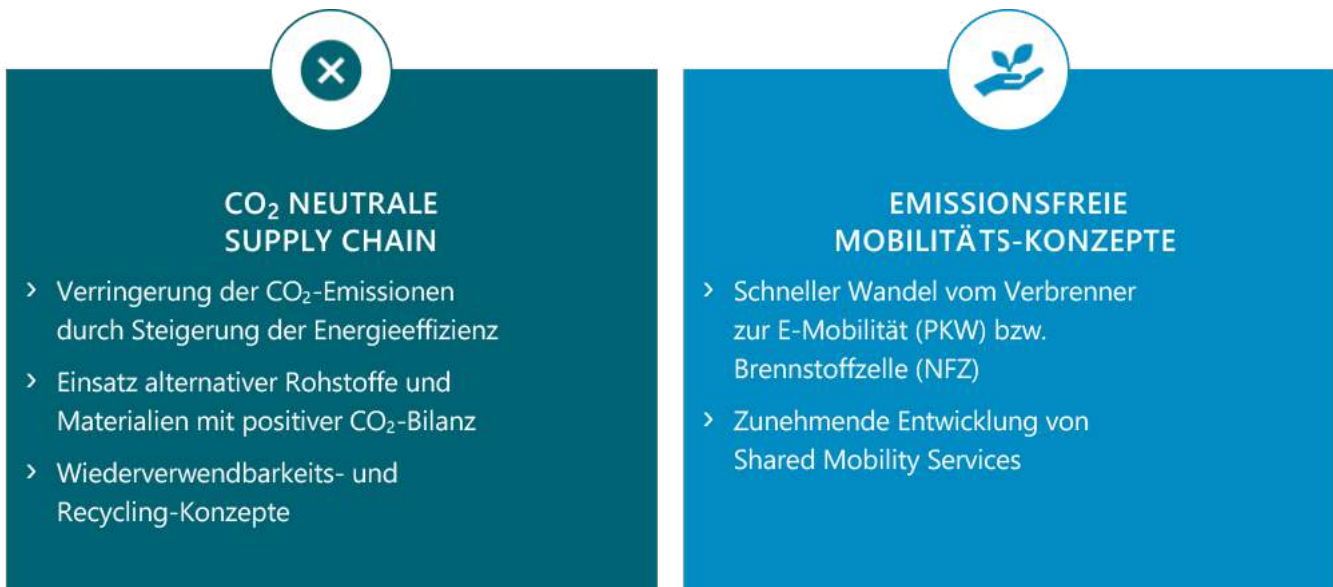 CO₂ NEUTRALE
SUPPLY CHAIN
› Verringerung der CO₂-Emissionen
durch Steigerung der Energieeffizienz
› Einsatz alternativer Rohstoffe und
Materialien mit positiver CO₂-Bilanz
› Wiederverwendbarkeits- und
Recycling-Konzepte
EMISSIONSFREIE
MOBILITÄTS-KONZEPTE
› Schneller Wandel vom Verbrenner
zur E-Mobilität (PKW) bzw.
Brennstoffzelle (NFZ)
› Zunehmende Entwicklung von
Shared Mobility Services